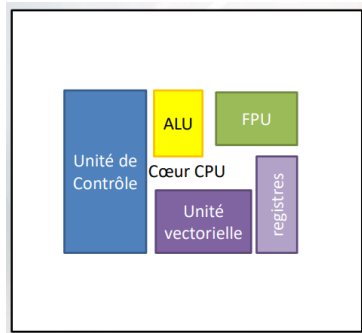 ALU
FPU
Unité de
Contrôle
Cœur CPU
Unité
vectorielle
registres